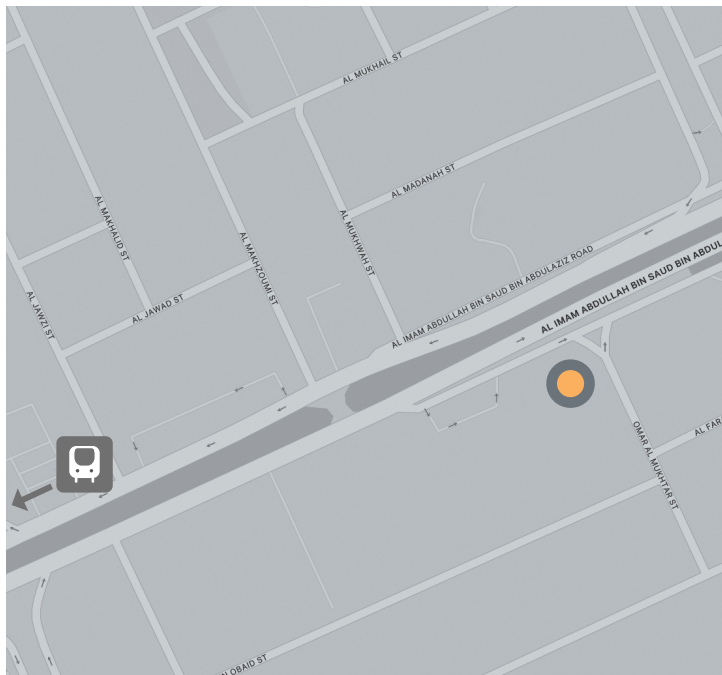 AL MUKHAIL ST
AL MADANAH ST
AL MAKHALID ST
AL MAKHZOUMI ST
AL MUKHWAH ST
AL IMAM ABDULLAH BIN SAUD BIN ABDULAZIZ ROAD
AL IMAM ABDULLAH BIN SAUD BIN ABDUL
AL JAWZI ST
AL JAWAD ST
OMAR AL MUKHTAR ST
AL FAR
OBAID ST